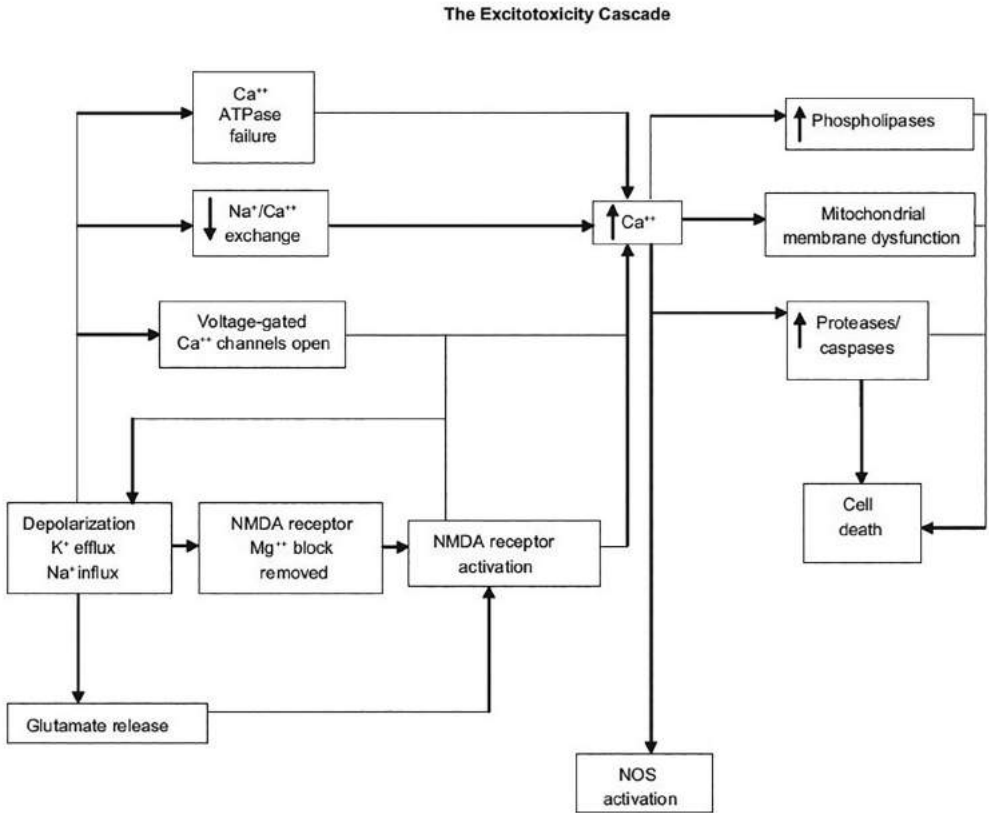 The Excitotoxicity Cascade
Ca⁺⁺
ATPase
failure
Na⁺/Ca⁺⁺
exchange
Voltage-gated
Ca⁺⁺ channels open
Depolarization
K⁺ efflux
Na⁺ influx
NMDA receptor
Mg⁺⁺ block
removed
NMDA receptor
activation
Glutamate release
Ca⁺⁺
Phospholipases
Mitochondrial
membrane dysfunction
Proteases/
caspases
Cell
death
NOS
activation